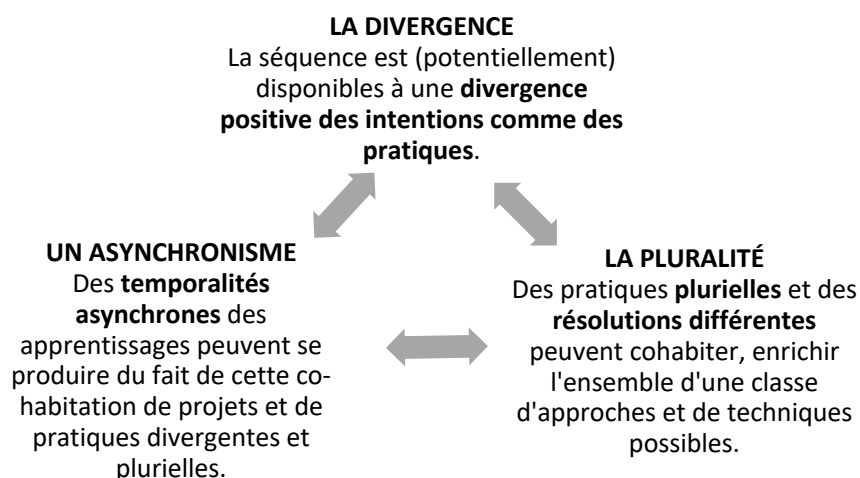 LA DIVERGENCE
La séquence est (potentiellement)
disponibles à une divergence
positive des intentions comme des
pratiques.
UN ASYNCHRONISME
Des temporalités
asynchrones des
apprentissages peuvent se
produire du fait de cette co-
habitation de projets et de
pratiques divergentes et
plurielles.
LA PLURALITÉ
Des pratiques plurielles et des
résolutions différentes
peuvent cohabiter, enrichir
l'ensemble d'une classe
d'approches et de techniques
possibles.